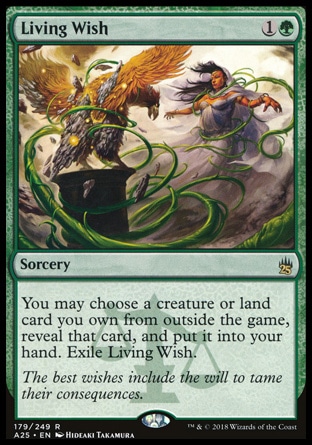 Living Wish 1
Sorcery
You may choose a creature or land
card you own from outside the game,
reveal that card, and put it into your
hand. Exile Living Wish.
The best wishes include the will to tame
their consequences.
179/249 R
A25 • EN HIDEAKI TAKAMURA
™ & © 2018 Wizards of the Coast
25